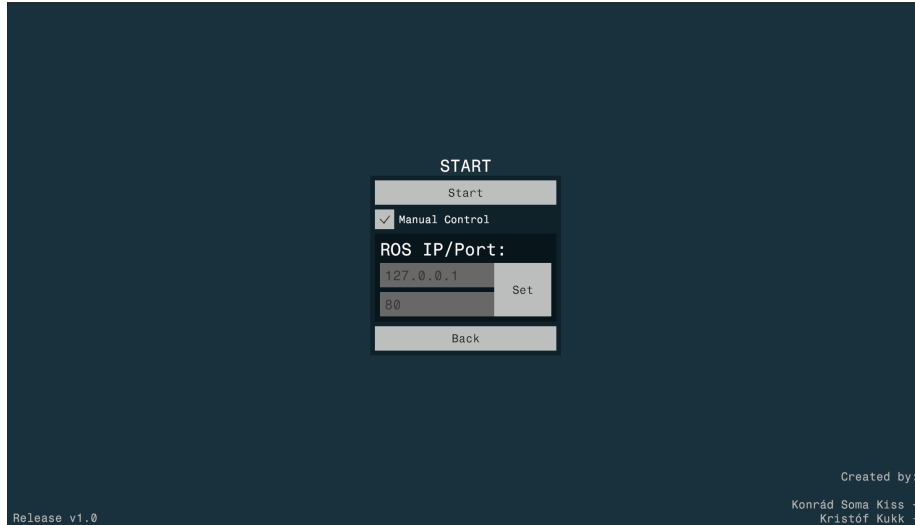 START
Start
Manual Control
ROS IP/Port:
127.0.0.1
80
Set
Back
Created by:
Konrád Soma Kiss -
Kristóf Kukk -
Release v1.0